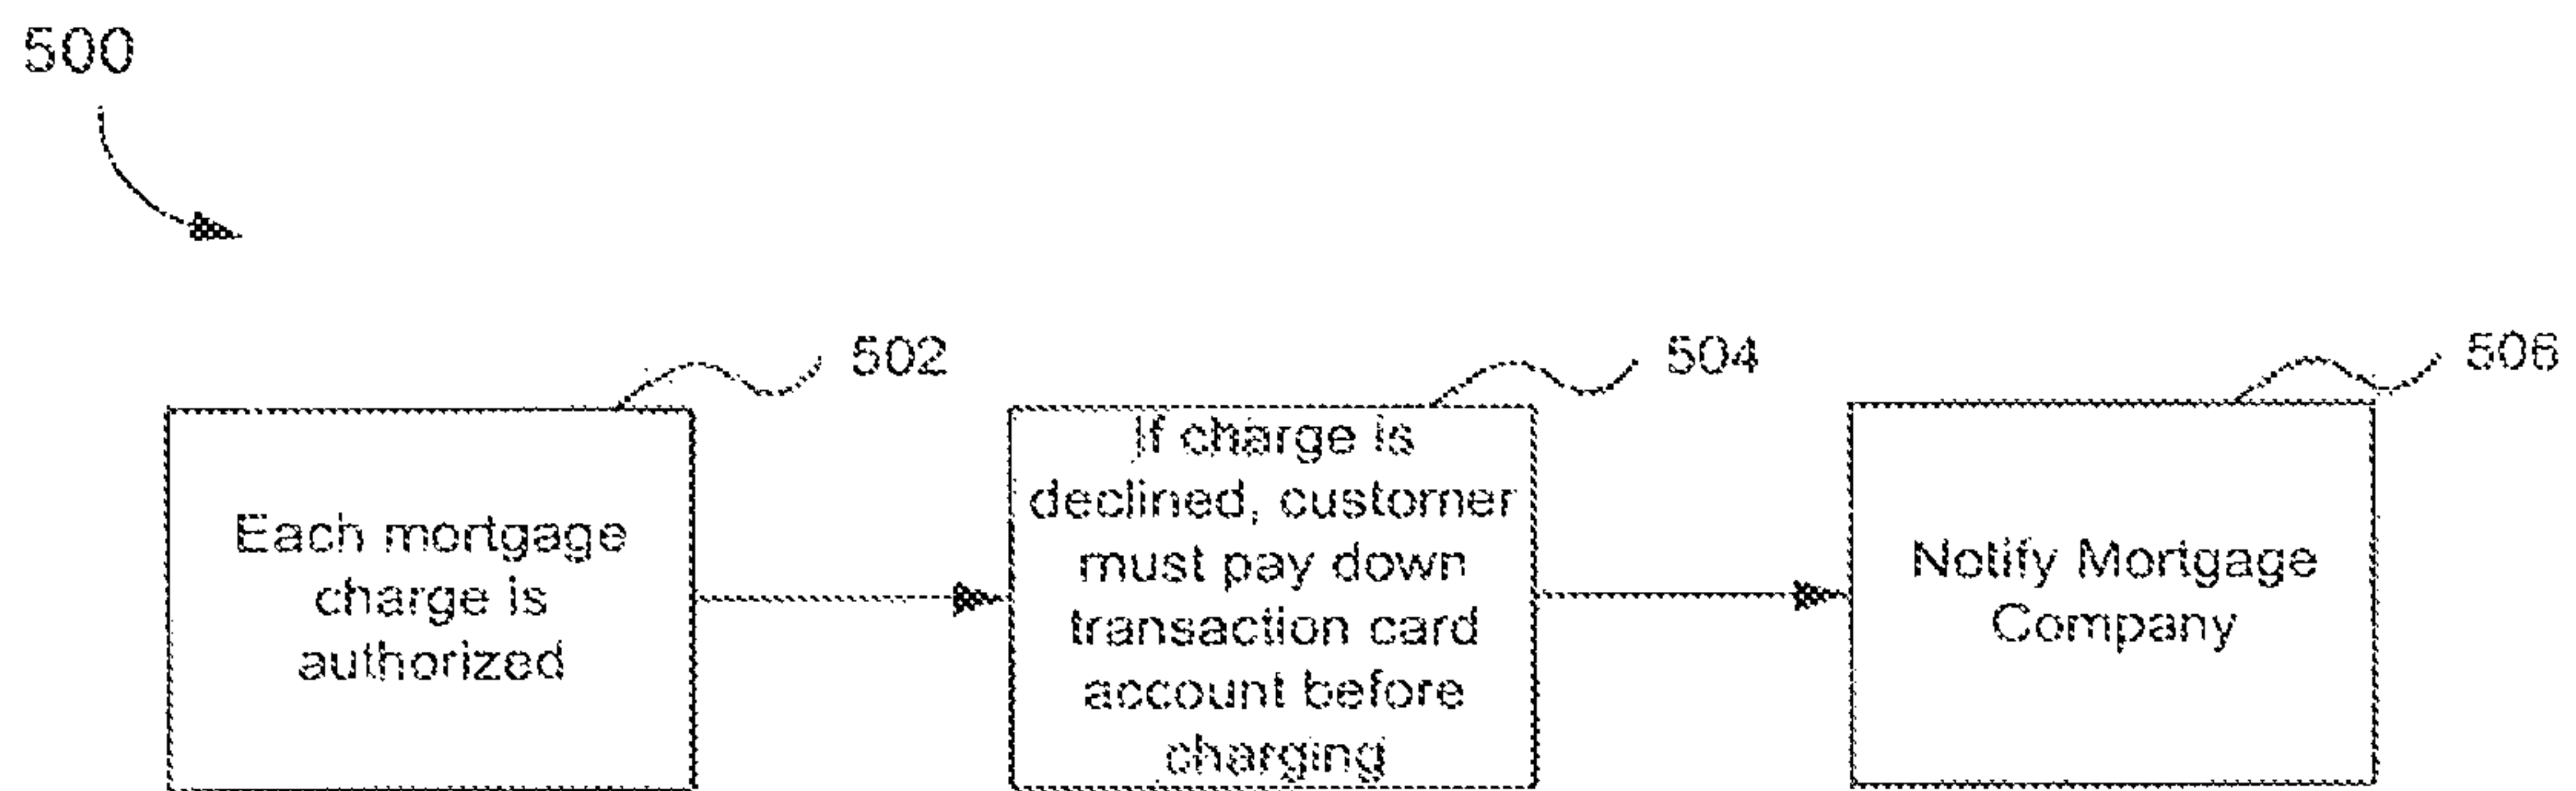 500
502
504
506
Each mortgage
charge is
authorized
If charge is
declined, customer
must pay down
transaction card
account before
charging
Notify Mortgage
Company